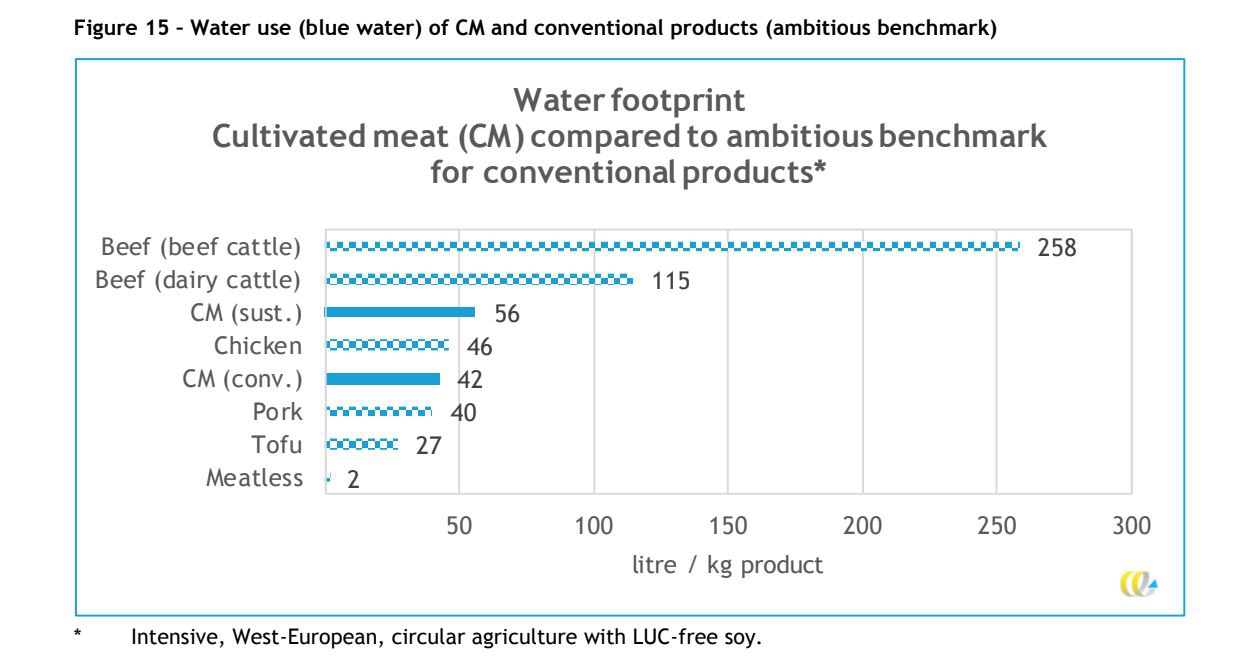 Figure 15 - Water use (blue water) of CM and conventional products (ambitious benchmark)
Water footprint
Cultivated meat (CM) compared to ambitious benchmark
for conventional products*
Beef (beef cattle) 258
Beef (dairy cattle) 115
CM (sust.) 56
Chicken 46
CM (conv.) 42
Pork 40
Tofu 27
Meatless 2
50 100 150 200 250 300
litre / kg product
* Intensive, West-European, circular agriculture with LUC-free soy.